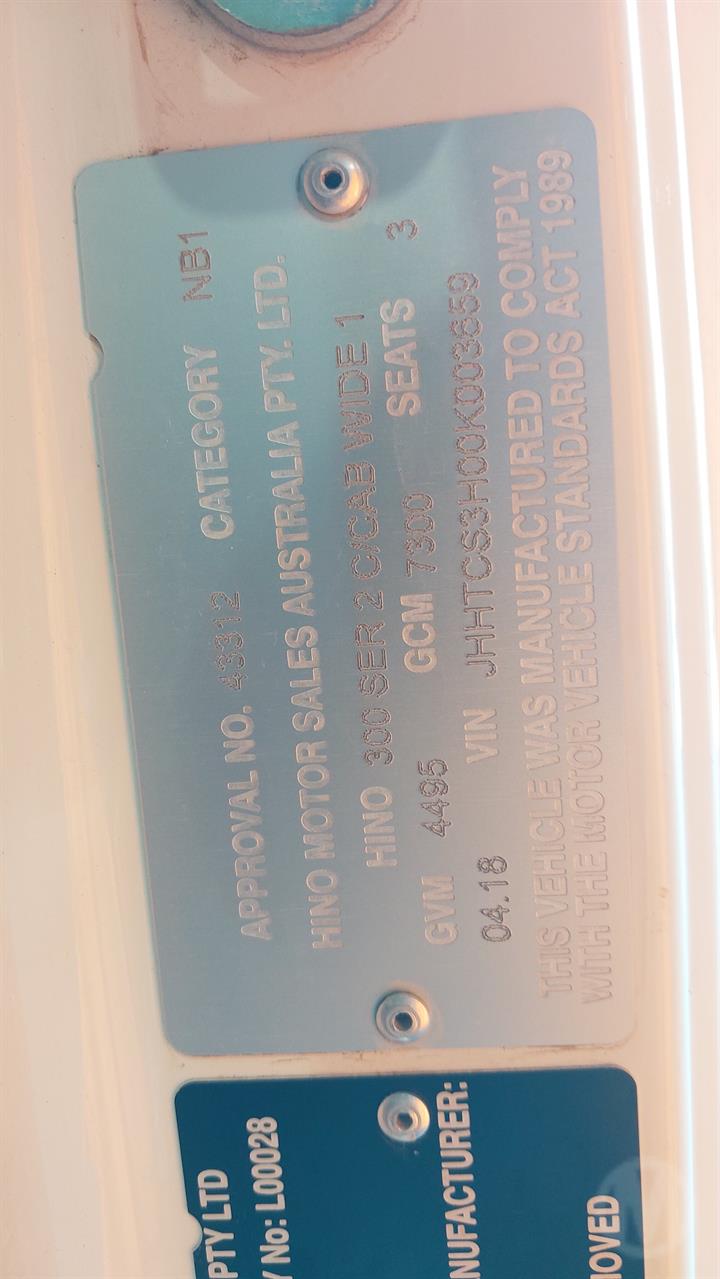 APPROVAL NO. 43312 CATEGORY NB1
HINO MOTOR SALES AUSTRALIA PTY. LTD.
HINO 300 SER 2 C/CAB WIDE 1
GVM 4495 GCM 7300 SEATS 3
04.18 VIN JHHTCS3H00K003659
THIS VEHICLE WAS MANUFACTURED TO COMPLY
WITH THE MOTOR VEHICLE STANDARDS ACT 1989
PTY LTD
Y No: L00028
NUFACTURER:
OVED